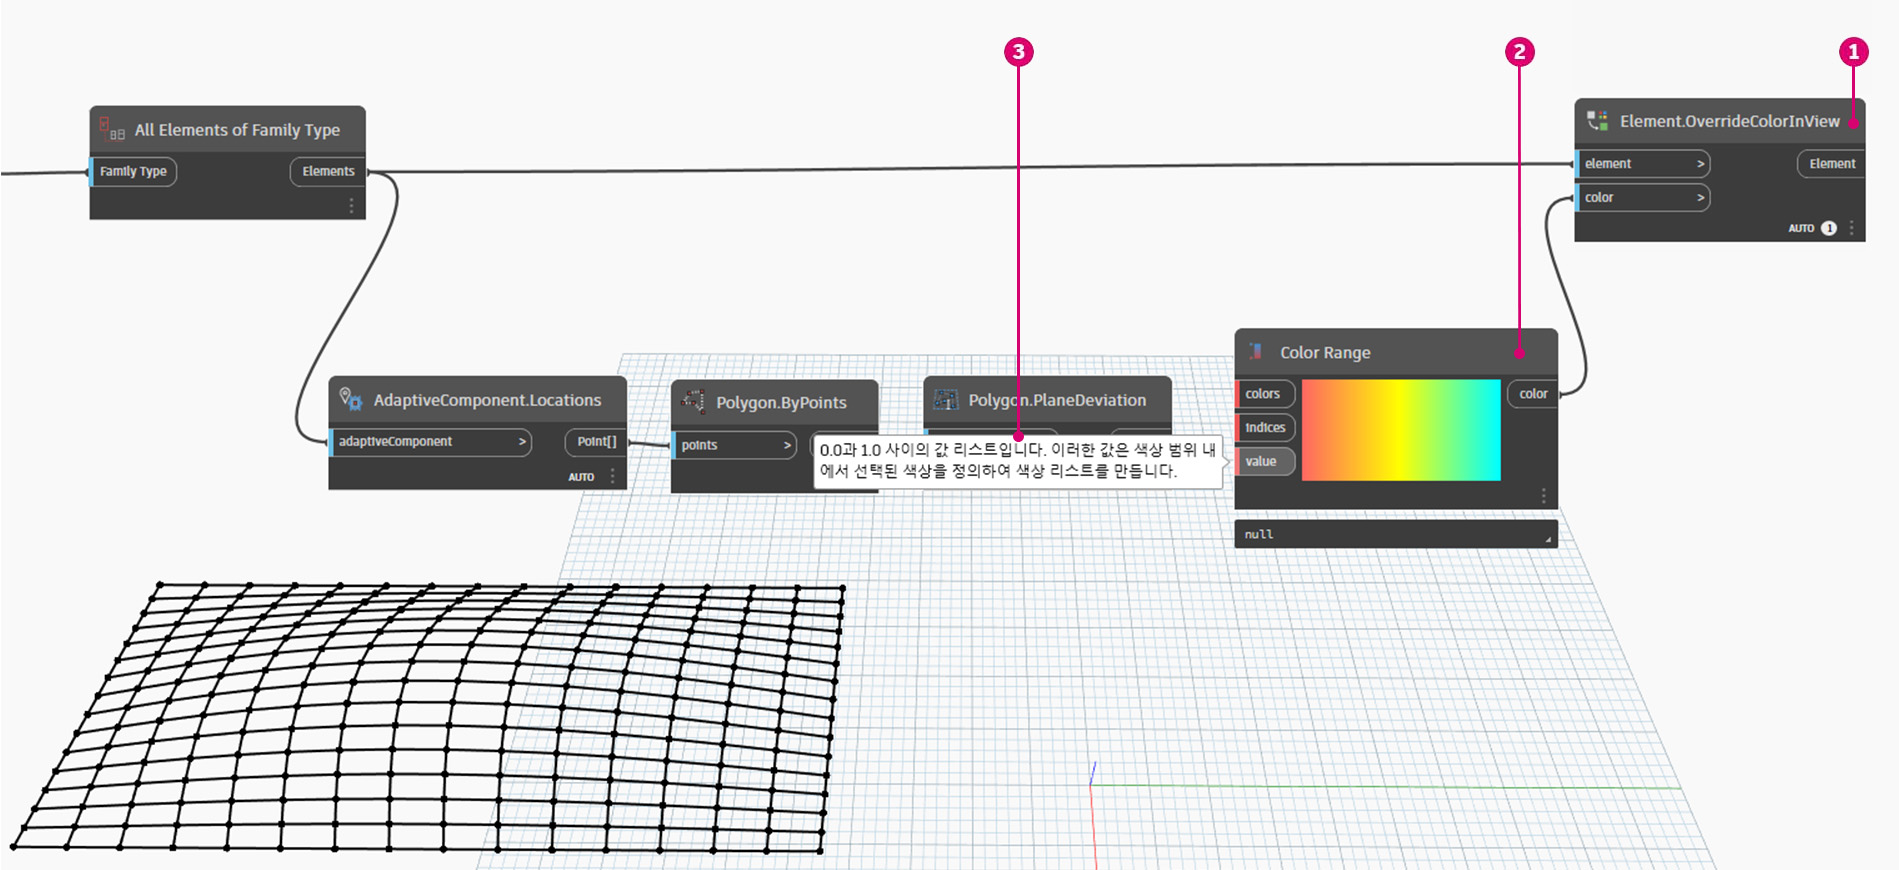 3
2
1
All Elements of Family Type
Family Type
Elements
Element.OverrideColorInView
element >
Element
color >
AUTO 1
Color Range
colors
indices
value
color
null
AdaptiveComponent.Locations
adaptiveComponent >
Point[]
AUTO
Polygon.ByPoints
points >
Polygon.PlaneDeviation
0.0과 1.0 사이의 값 리스트입니다. 이러한 값은 색상 범위 내
에서 선택된 색상을 정의하여 색상 리스트를 만듭니다.